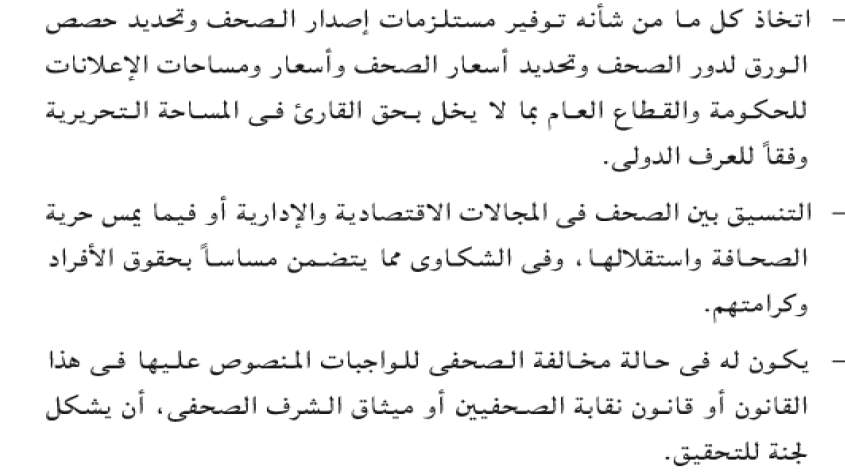 – اتخاذ كل ما من شأنه توفير مستلزمات إصدار الصحف وتحديد حصص
الورق لدور الصحف وتحديد أسعار الصحف وأسعار ومساحات الإعلانات
للحكومة والقطاع العام بما لا يخل بحق القارئ فى المساحة التحريرية
وفقاً للعرف الدولى.
– التنسيق بين الصحف فى المجالات الاقتصادية والإدارية أو فيما يمس حرية
الصحافة واستقلالها، وفى الشكاوى مما يتضمن مساساً بحقوق الأفراد
وكرامتهم.
– يكون له فى حالة مخالفة الصحفى للواجبات المنصوص عليها فى هذا
القانون أو قانون نقابة الصحفيين أو ميثاق الشرف الصحفى، أن يشكل
لجنة للتحقيق.